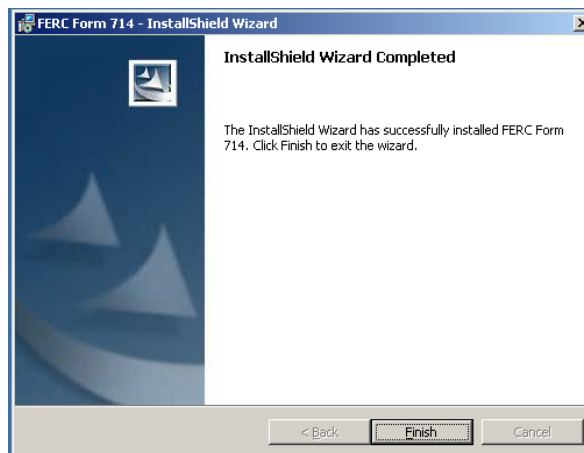 FERC Form 714 - InstallShield Wizard
InstallShield Wizard Completed
The InstallShield Wizard has successfully installed FERC Form
714. Click Finish to exit the wizard.
< Back
Finish
Cancel